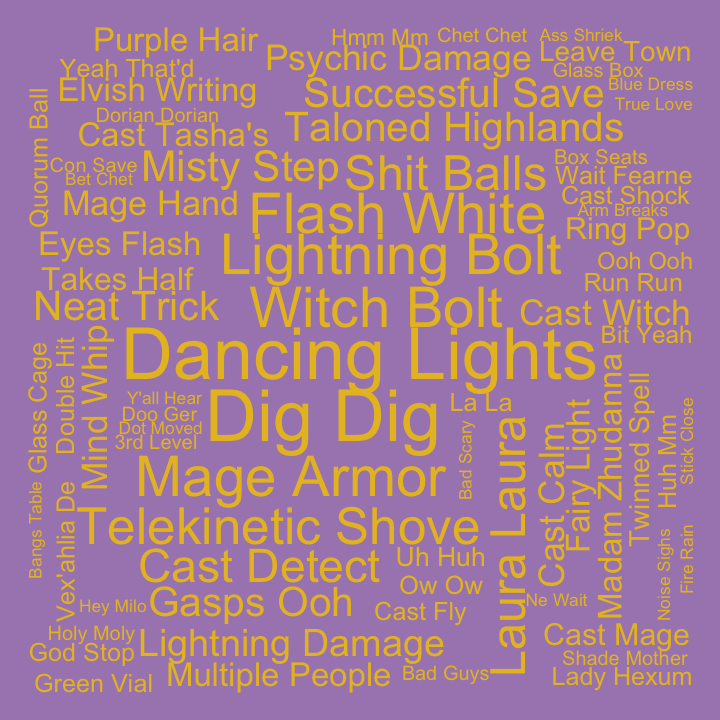 Purple Hair
Hmm Mm
Chet Chet
Ass Shriek
Yeah That'd
Psychic Damage
Leave Town
Glass Box
Elvish Writing
Successful Save
Blue Dress
True Love
Quorum Ball
Dorian Dorian
Cast Tasha's
Taloned Highlands
Con Save
Bet Chet
Misty Step
Shit Balls
Box Seats
Wait Fearne
Mage Hand
Cast Shock
Arm Breaks
Flash White
Ring Pop
Eyes Flash
Lightning Bolt
Ooh Ooh
Takes Half
Run Run
Neat Trick
Witch Bolt
Cast Witch
Bit Yeah
Dancing Lights
Glass Cage
Double Hit
Mind Whip
Y'all Hear
Doo Ger
Dot Moved
3rd Level
Dig Dig
La La
Bad Scary
Laura Laura
Cast Calm
Fairy Light
Madam Zhudanna
Twinned Spell
Huh Mm
Stick Close
Mage Armor
Bangs Table
Vex'ahlia De
Telekinetic Shove
Cast Detect
Uh Huh
Noise Sighs
Fire Rain
Ow Ow
Hey Milo
Gasps Ooh
Cast Fly
Ne Wait
Holy Moly
God Stop
Lightning Damage
Cast Mage
Shade Mother
Green Vial
Multiple People
Bad Guys
Lady Hexum